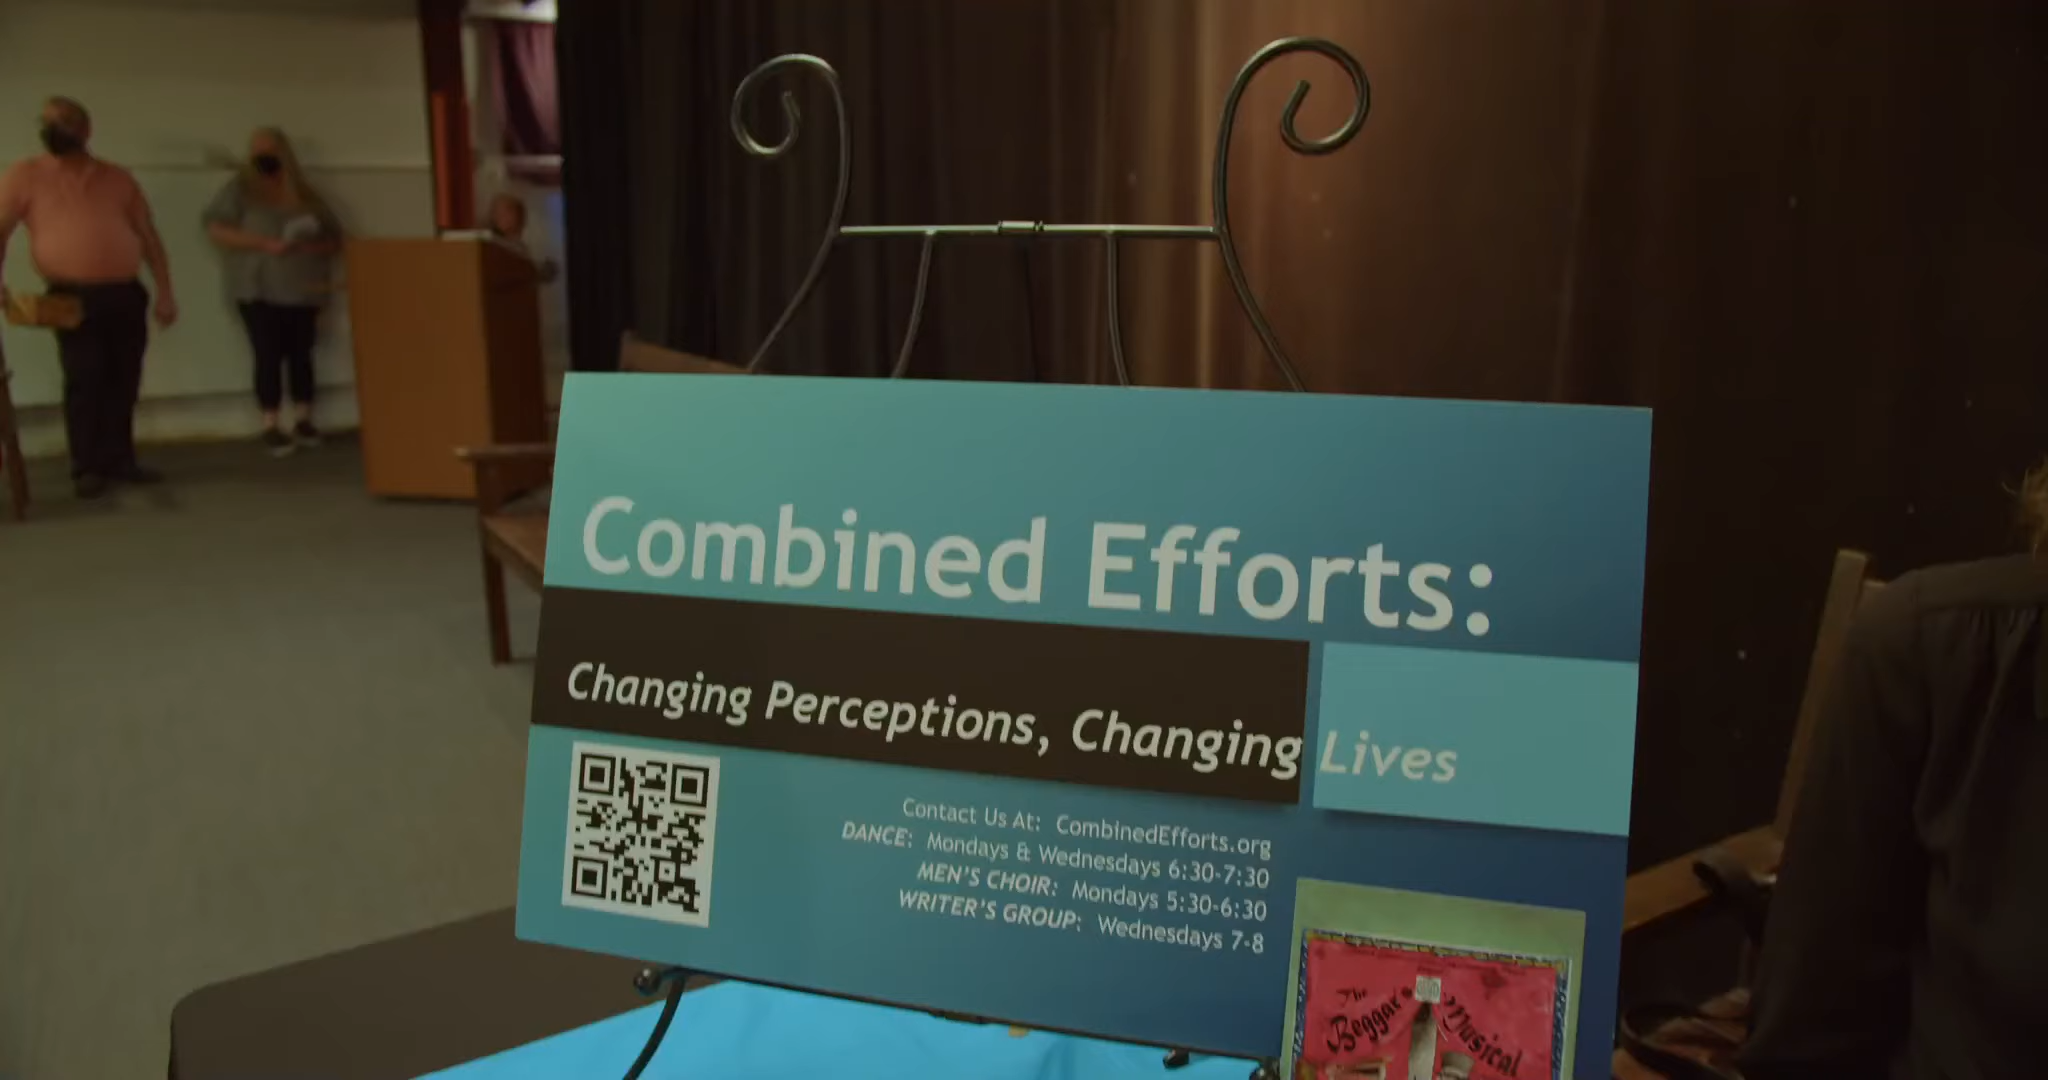 Combined Efforts:
Changing Perceptions, Changing Lives
Contact Us At: CombinedEfforts.org
DANCE: Mondays & Wednesdays 6:30-7:30
MEN'S CHOIR: Mondays 5:30-6:30
WRITER'S GROUP: Wednesdays 7-8
The
Beggar's Musical